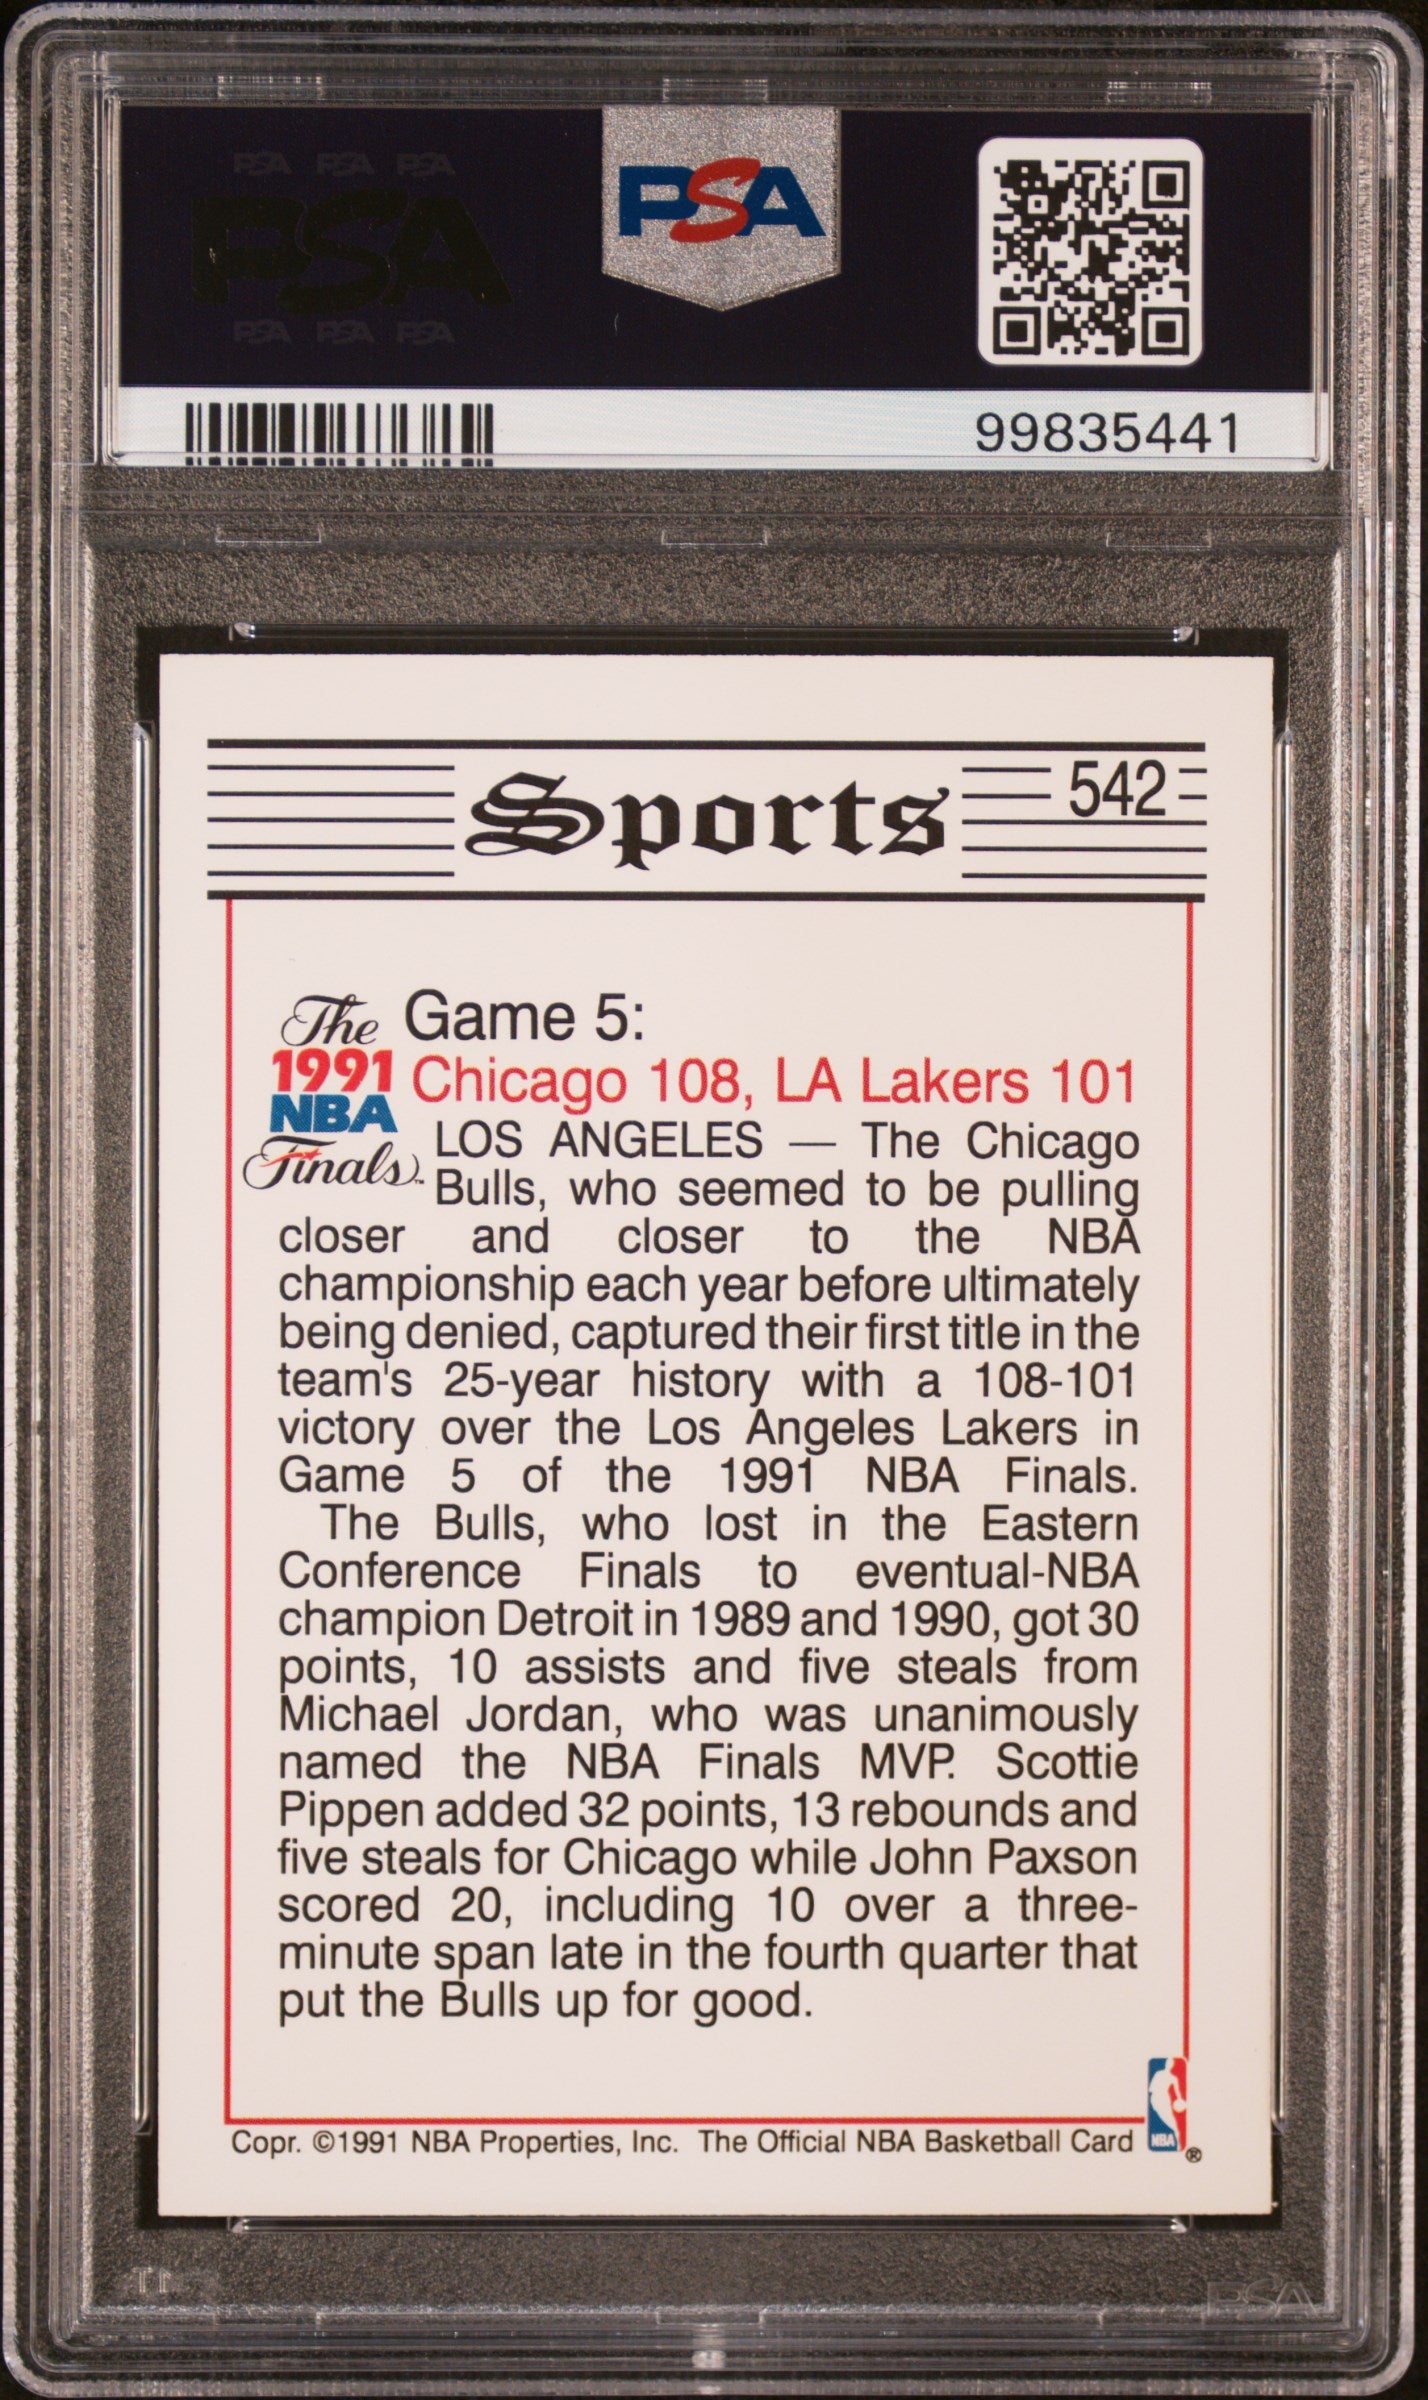 PSA PSA PSA
PSA
PSA PSA PSA
PSA
99835441
Sports
542
The
1991
NBA
Finals™
Game 5:
Chicago 108, LA Lakers 101
LOS ANGELES — The Chicago
Bulls, who seemed to be pulling
closer and closer to the NBA
championship each year before ultimately
being denied, captured their first title in the
team's 25-year history with a 108-101
victory over the Los Angeles Lakers in
Game 5 of the 1991 NBA Finals.
The Bulls, who lost in the Eastern
Conference Finals to eventual-NBA
champion Detroit in 1989 and 1990, got 30
points, 10 assists and five steals from
Michael Jordan, who was unanimously
named the NBA Finals MVP. Scottie
Pippen added 32 points, 13 rebounds and
five steals for Chicago while John Paxson
scored 20, including 10 over a three-
minute span late in the fourth quarter that
put the Bulls up for good.
Copr. ©1991 NBA Properties, Inc. The Official NBA Basketball Card
NBA
®
PSA